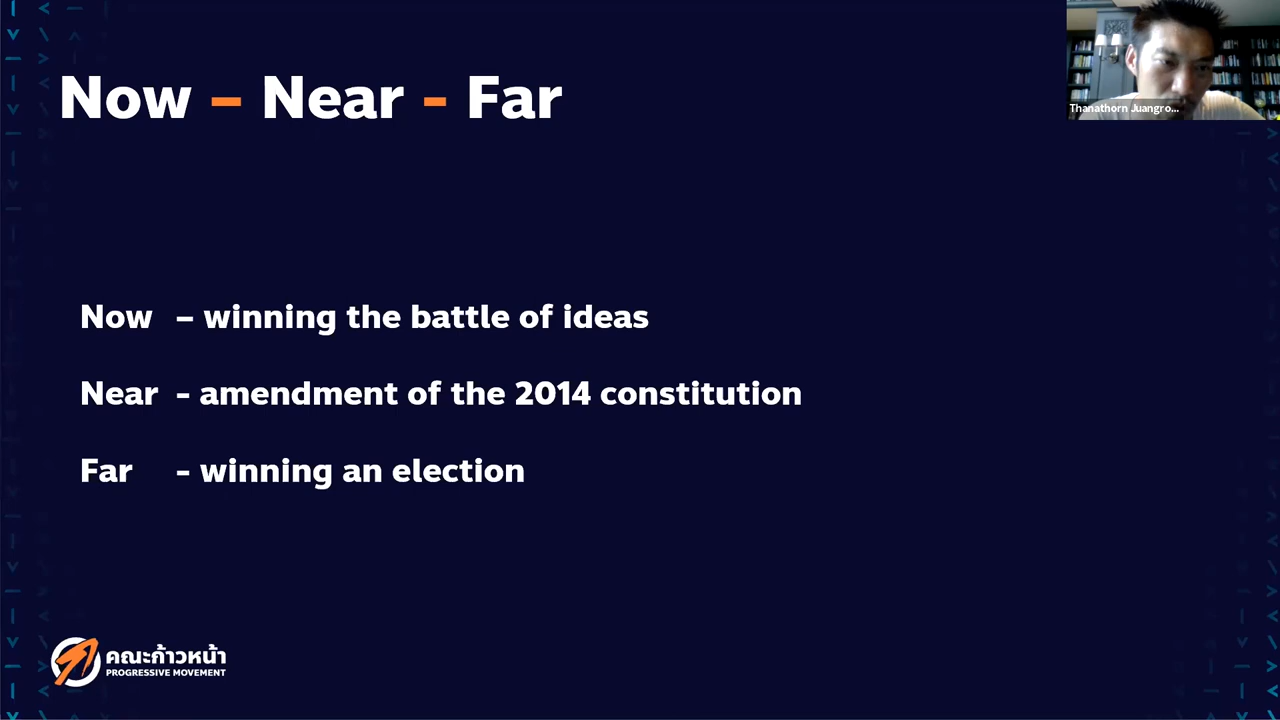 Now – Near - Far
Thanathorn Juangro...
Now – winning the battle of ideas
Near - amendment of the 2014 constitution
Far - winning an election
คณะก้าวหน้า
PROGRESSIVE MOVEMENT